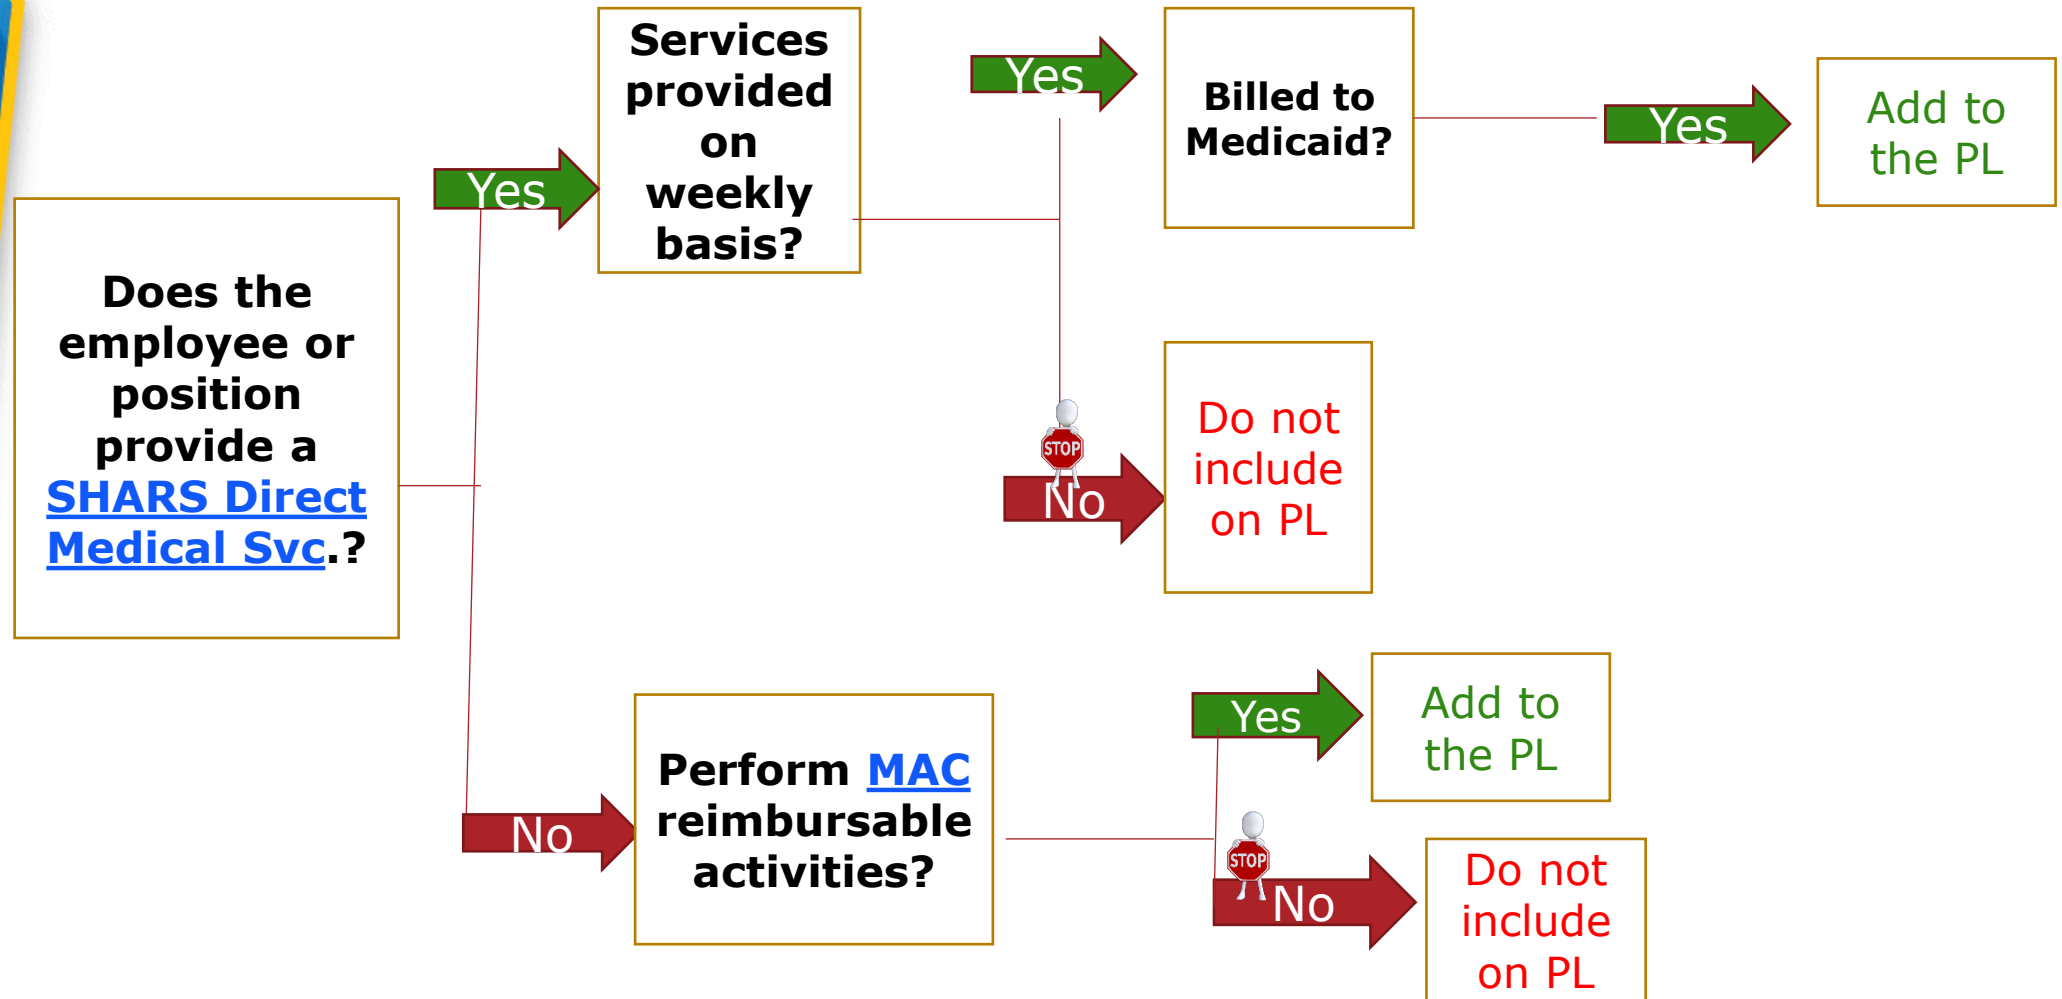 Does the
employee or
position
provide a
SHARS Direct
Medical Svc.?
Yes
Services
provided
on
weekly
basis?
Yes
Billed to
Medicaid?
Yes
Add to
the PL
STOP
No
Do not
include
on PL
No
Perform MAC
reimbursable
activities?
Yes
Add to
the PL
STOP
No
Do not
include
on PL